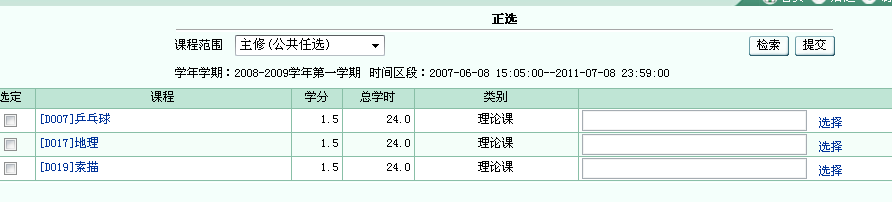 正选
课程范围 主修(公共任选) 检索 提交
学年学期：2008-2009学年第一学期 时间区段：2007-06-08 15:05:00--2011-07-08 23:59:00
选定 课程 学分 总学时 类别
[D007]乒乓球 1.5 24.0 理论课 选择
[D017]地理 1.5 24.0 理论课 选择
[D019]素描 1.5 24.0 理论课 选择